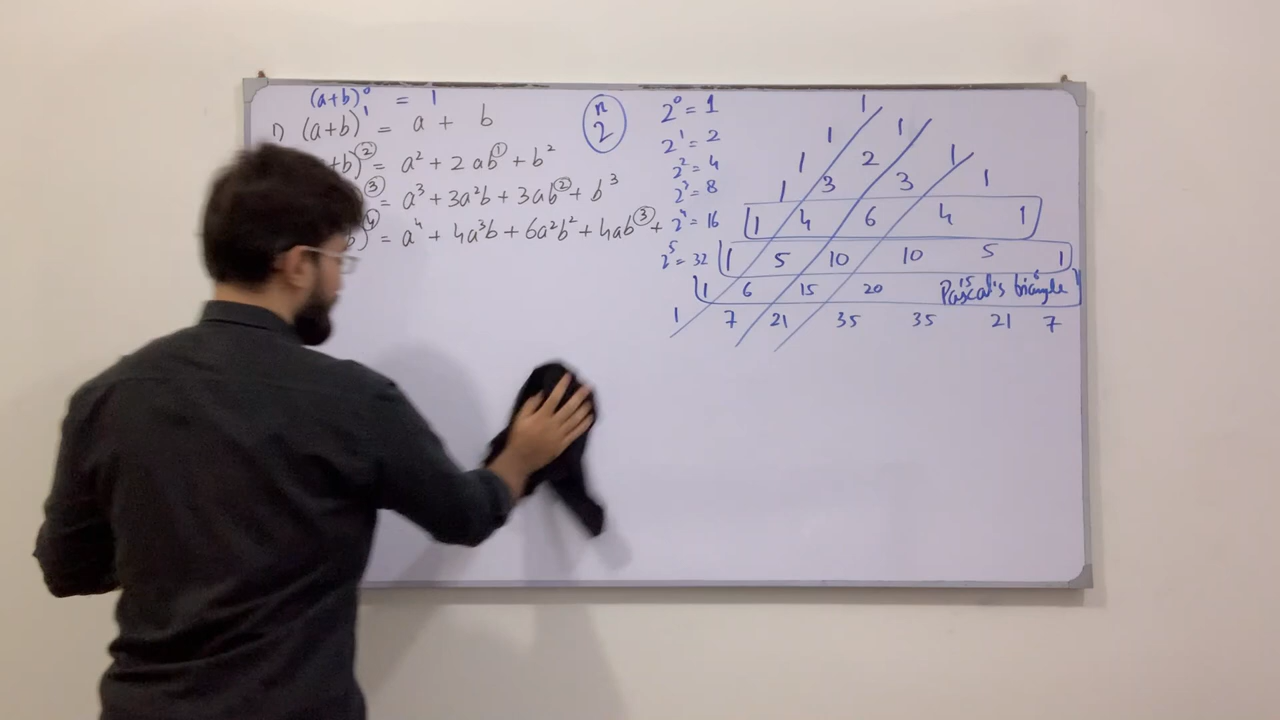 (a+b)⁰ = 1
1) (a+b)¹ = a + b
+b)② = a² + 2ab① + b²
③ = a³ + 3a²b + 3ab② + b³
b)④ = a⁴ + 4a³b + 6a²b² + 4ab③ +
2ⁿ
2⁰ = 1
2¹ = 2
2² = 4
2³ = 8
2⁴ = 16
2⁵ = 32
1
1 1
1 2 1
1 3 3 1
1 4 6 4 1
1 5 10 10 5 1
1 6 15 20 15 6 1
Pascal's triangle
1 7 21 35 35 21 7